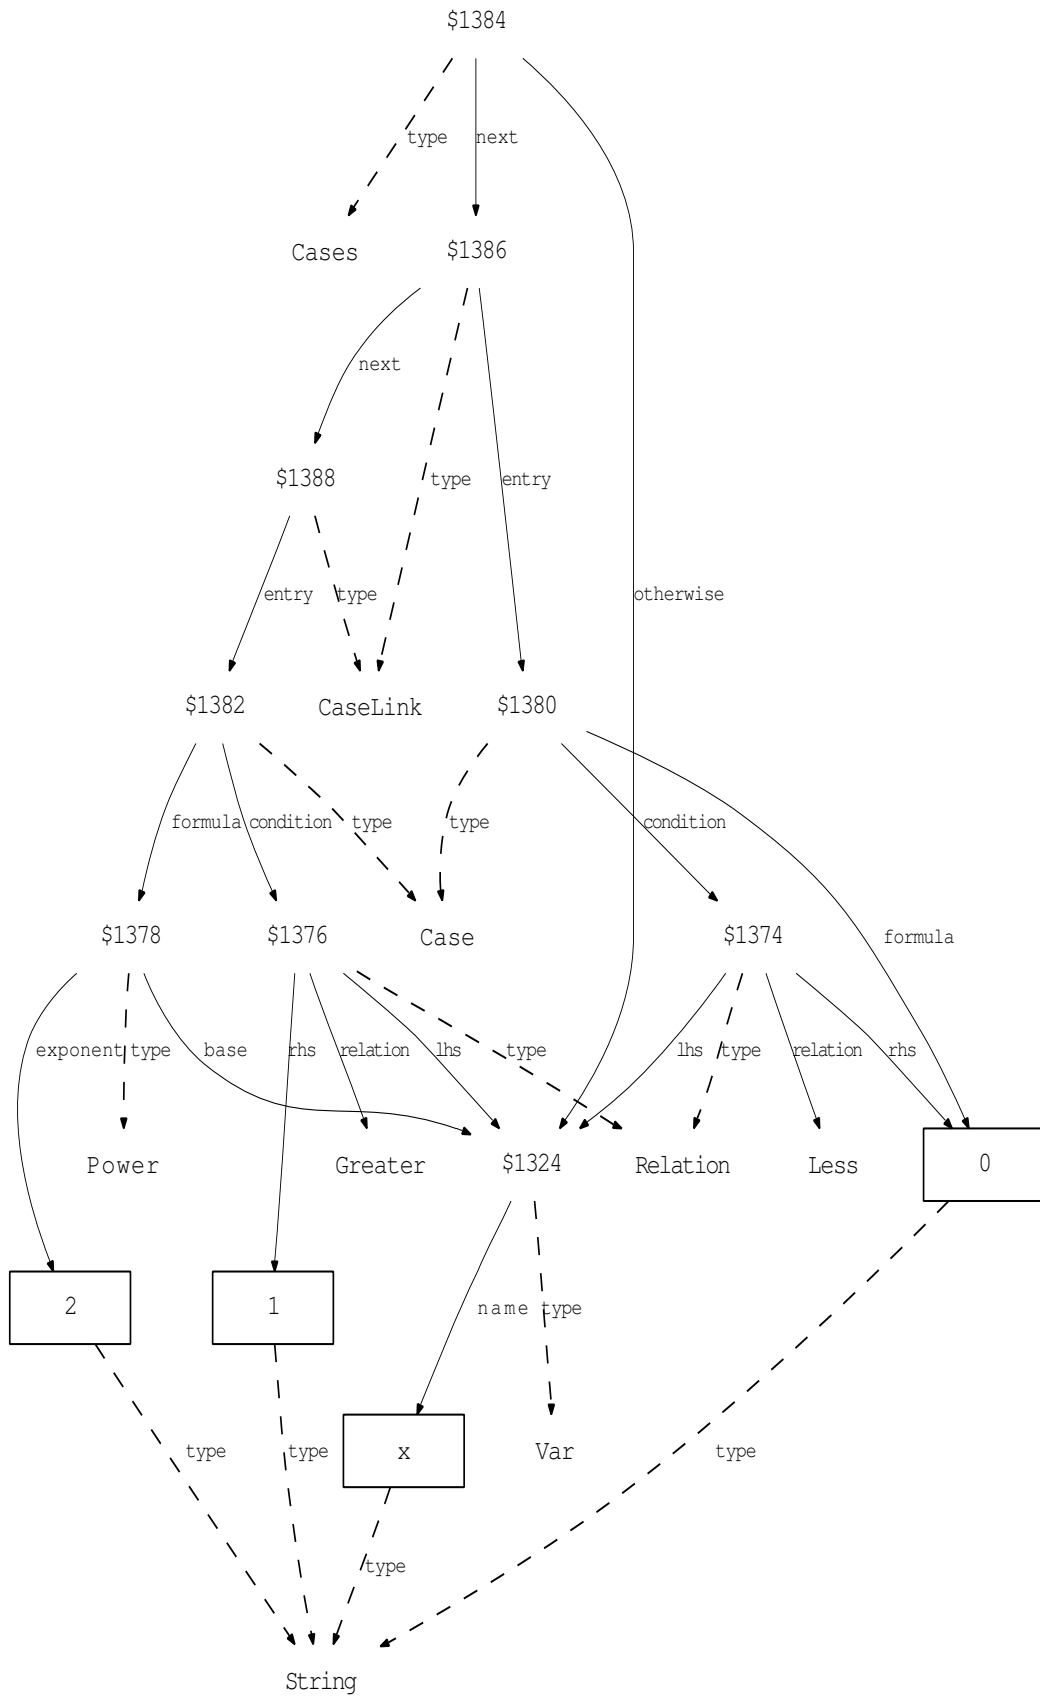 $1384
type next
Cases $1386
next
$1388 type entry
entry type otherwise
$1382 CaseLink $1380
formula condition type type condition
$1378 $1376 Case $1374 formula
exponent type base rhs relation lhs type lhs type relation rhs
Power Greater $1324 Relation Less 0
2 1 name type
type type x Var type
type
String